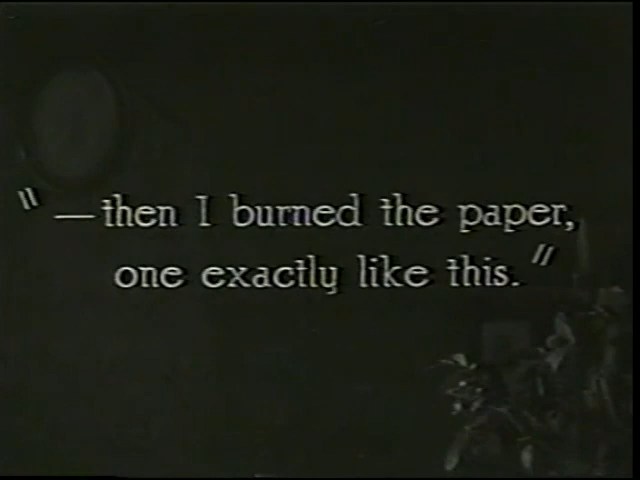 "—then I burned the paper,
one exactly like this."